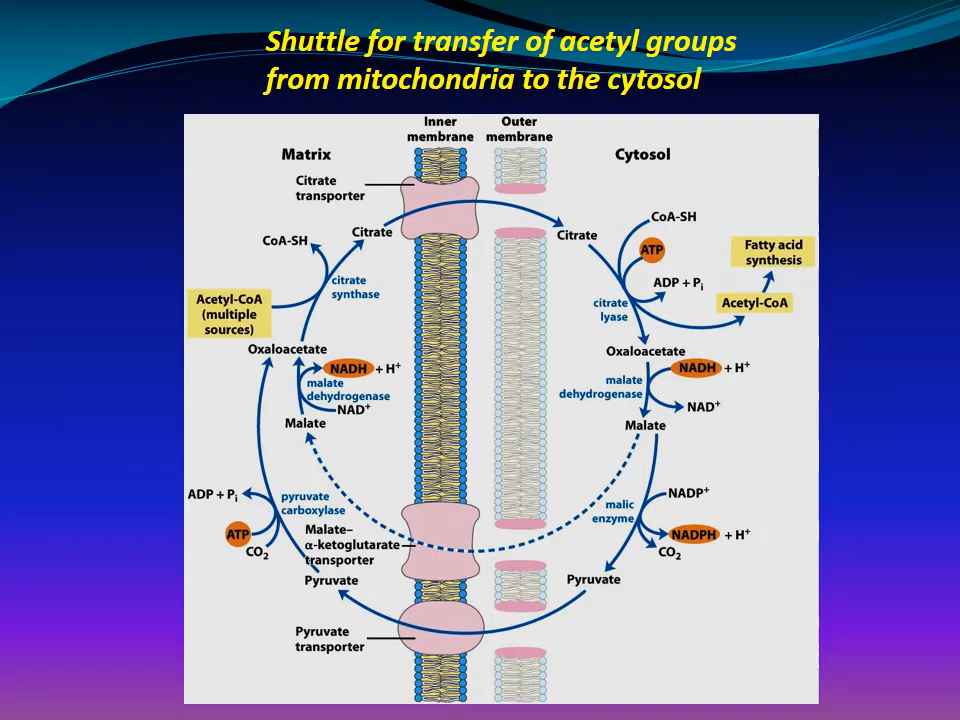 Shuttle for transfer of acetyl groups
from mitochondria to the cytosol
Inner
membrane
Outer
membrane
Matrix
Cytosol
Citrate
transporter
CoA-SH
Citrate
Citrate
CoA-SH
ATP
Fatty acid
synthesis
citrate
synthase
ADP + Pi
Acetyl-CoA
(multiple
sources)
citrate
lyase
Acetyl-CoA
Oxaloacetate
Oxaloacetate
NADH + H+
malate
dehydrogenase
NAD+
Malate
malate
dehydrogenase
NADH + H+
NAD+
Malate
ADP + Pi
pyruvate
carboxylase
ATP
CO2
Malate–
α-ketoglutarate
transporter
Pyruvate
NADP+
malic
enzyme
NADPH + H+
CO2
Pyruvate
Pyruvate
transporter